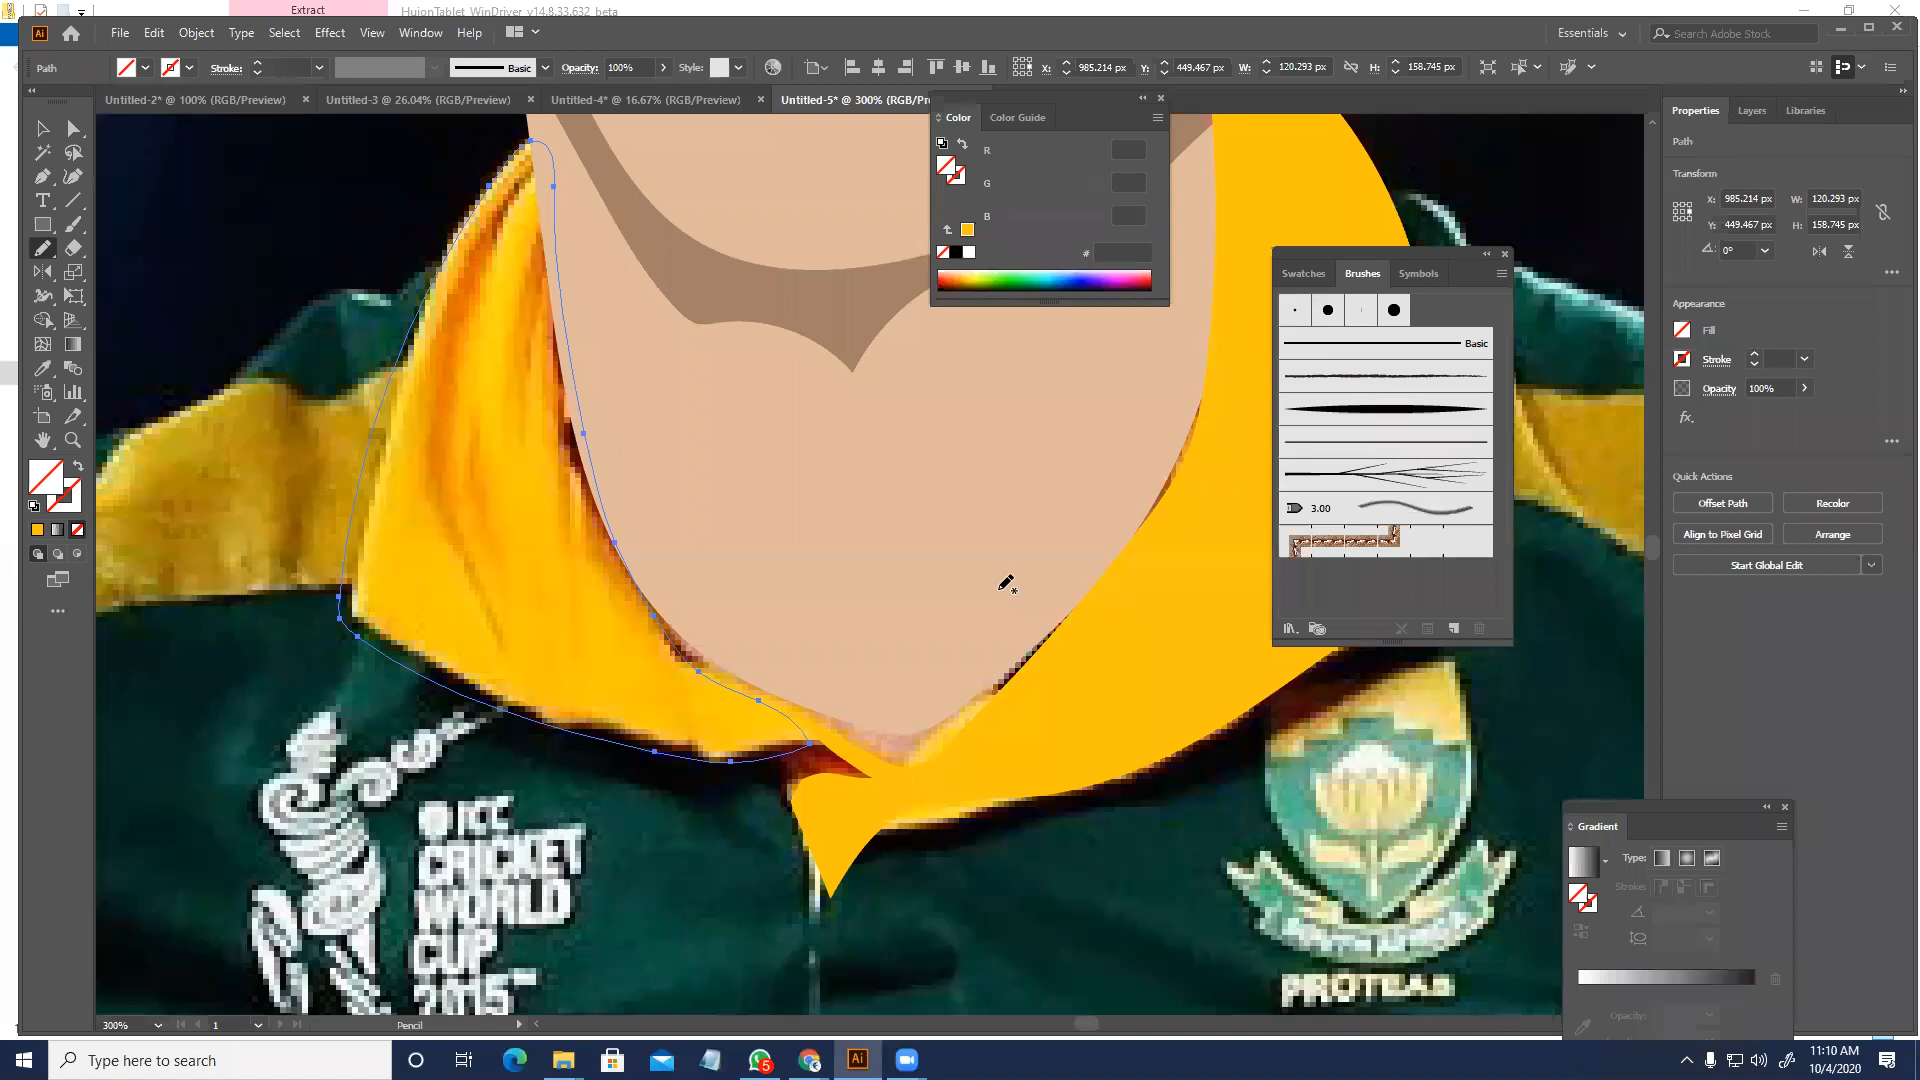 Extract
HuionTablet_WinDriver_v14.8.33.632_beta
Ai
File Edit Object Type Select Effect View Window Help
Essentials
Search Adobe Stock
Path
Stroke:
Basic
Opacity: 100%
Style:
X: 985.214 px
Y: 449.467 px
W: 120.293 px
H: 158.745 px
Untitled-2* @ 100% (RGB/Preview) ×
Untitled-3 @ 26.04% (RGB/Preview) ×
Untitled-4* @ 16.67% (RGB/Preview) ×
Untitled-5* @ 300% (RGB/Pre
Color
Color Guide
R
G
B
#
Swatches
Brushes
Symbols
Basic
3.00
Properties
Layers
Libraries
Path
Transform
X: 985.214 px W: 120.293 px
Y: 449.467 px H: 158.745 px
0°
Appearance
Fill
Stroke
Opacity 100%
fx.
Quick Actions
Offset Path
Recolor
Align to Pixel Grid
Arrange
Start Global Edit
ICC
CRICKET
WORLD
CUP
2015
PROTEAS
Gradient
Type:
Stroke:
Opacity:
300%
1
Pencil
Type here to search
5
Ai
11:10 AM
10/4/2020